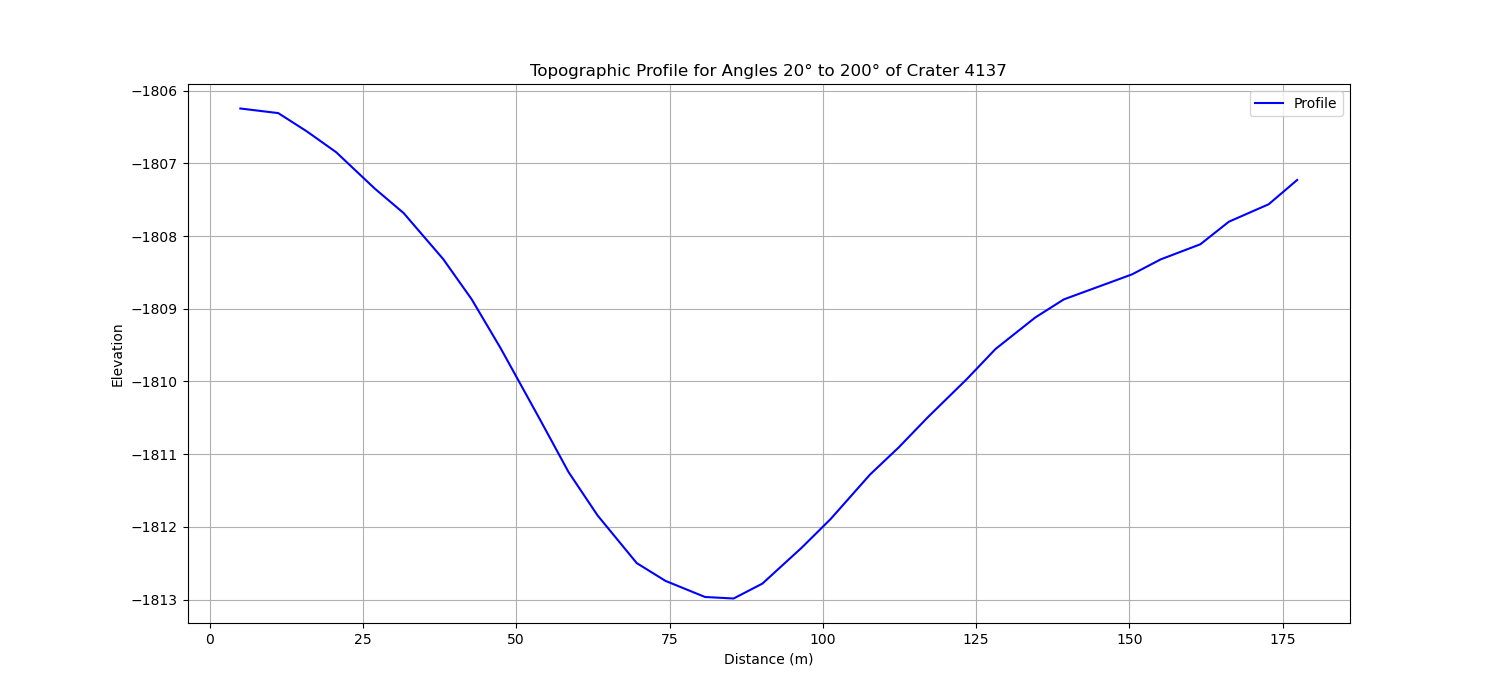 Topographic Profile for Angles 20° to 200° of Crater 4137
Profile
−1806
−1807
−1808
−1809
−1810
−1811
−1812
−1813
Elevation
0 25 50 75 100 125 150 175
Distance (m)